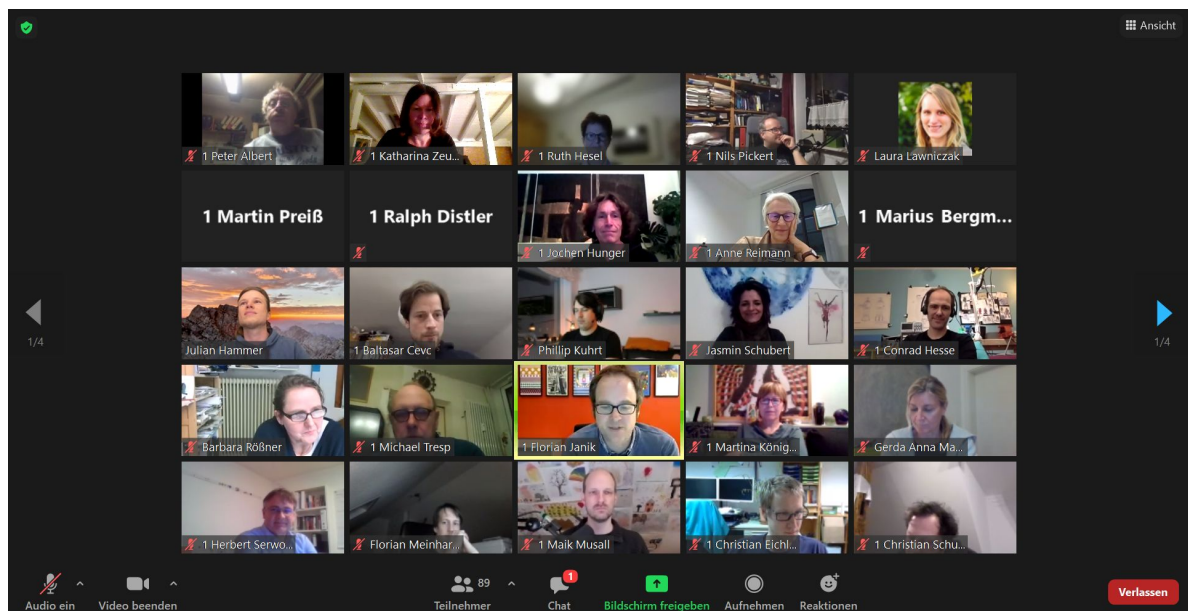 Ansicht
1 Peter Albert
1 Katharina Zeu...
1 Ruth Hesel
1 Nils Pickert
Laura Lawniczak
1 Martin Preiß
1 Ralph Distler
1 Jochen Hunger
1 Anne Reimann
1 Marius Bergm...
Julian Hammer
1 Baltasar Cevc
Phillip Kuhrt
Jasmin Schubert
1 Conrad Hesse
1/4
1/4
Barbara Rößner
1 Michael Tresp
1 Florian Janik
1 Martina König...
Gerda Anna Ma...
1 Herbert Serwo...
Florian Meinhar...
1 Maik Musall
1 Christian Eichl...
1 Christian Schu...
89
1
Audio ein
Video beenden
Teilnehmer
Chat
Bildschirm freigeben
Aufnehmen
Reaktionen
Verlassen